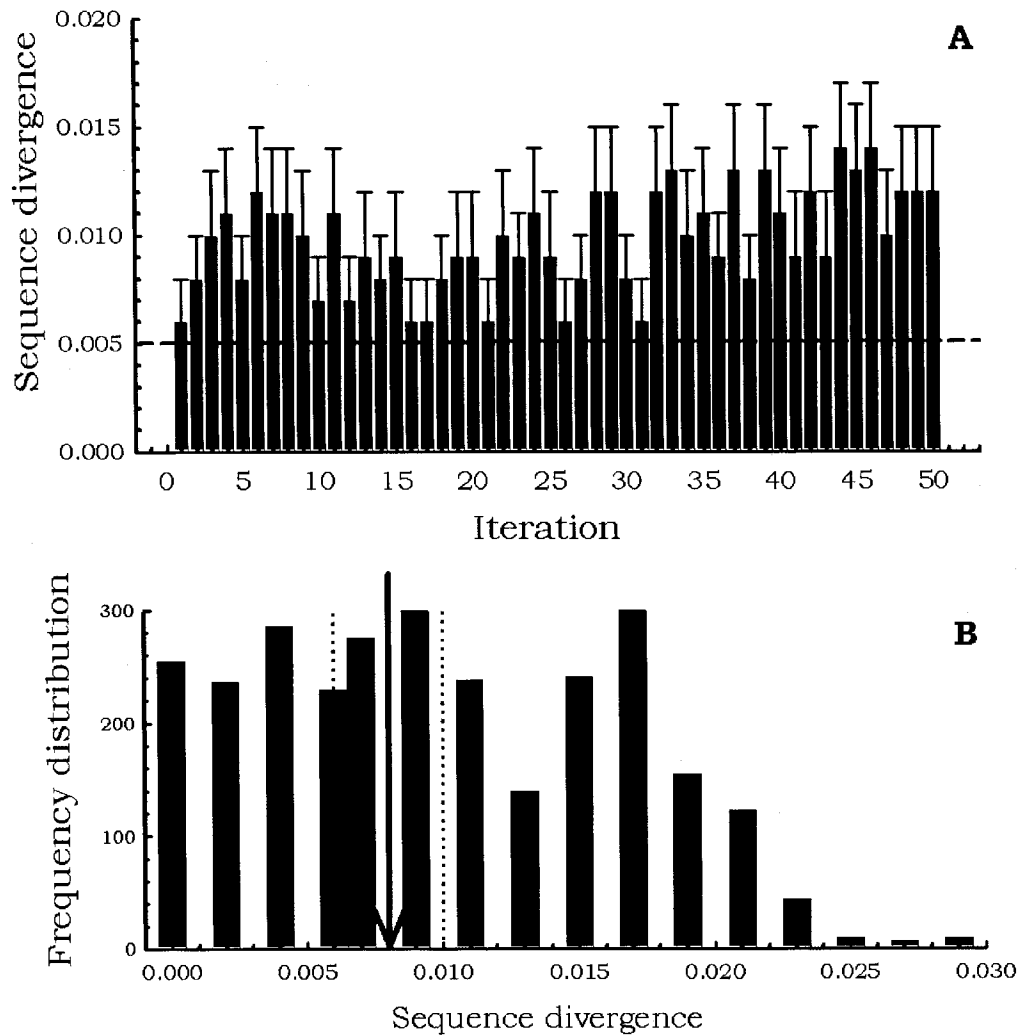 A
Sequence divergence
0.020
0.015
0.010
0.005
0.000
0 5 10 15 20 25 30 35 40 45 50
Iteration
B
Frequency distribution
300
200
100
0
0.000 0.005 0.010 0.015 0.020 0.025 0.030
Sequence divergence